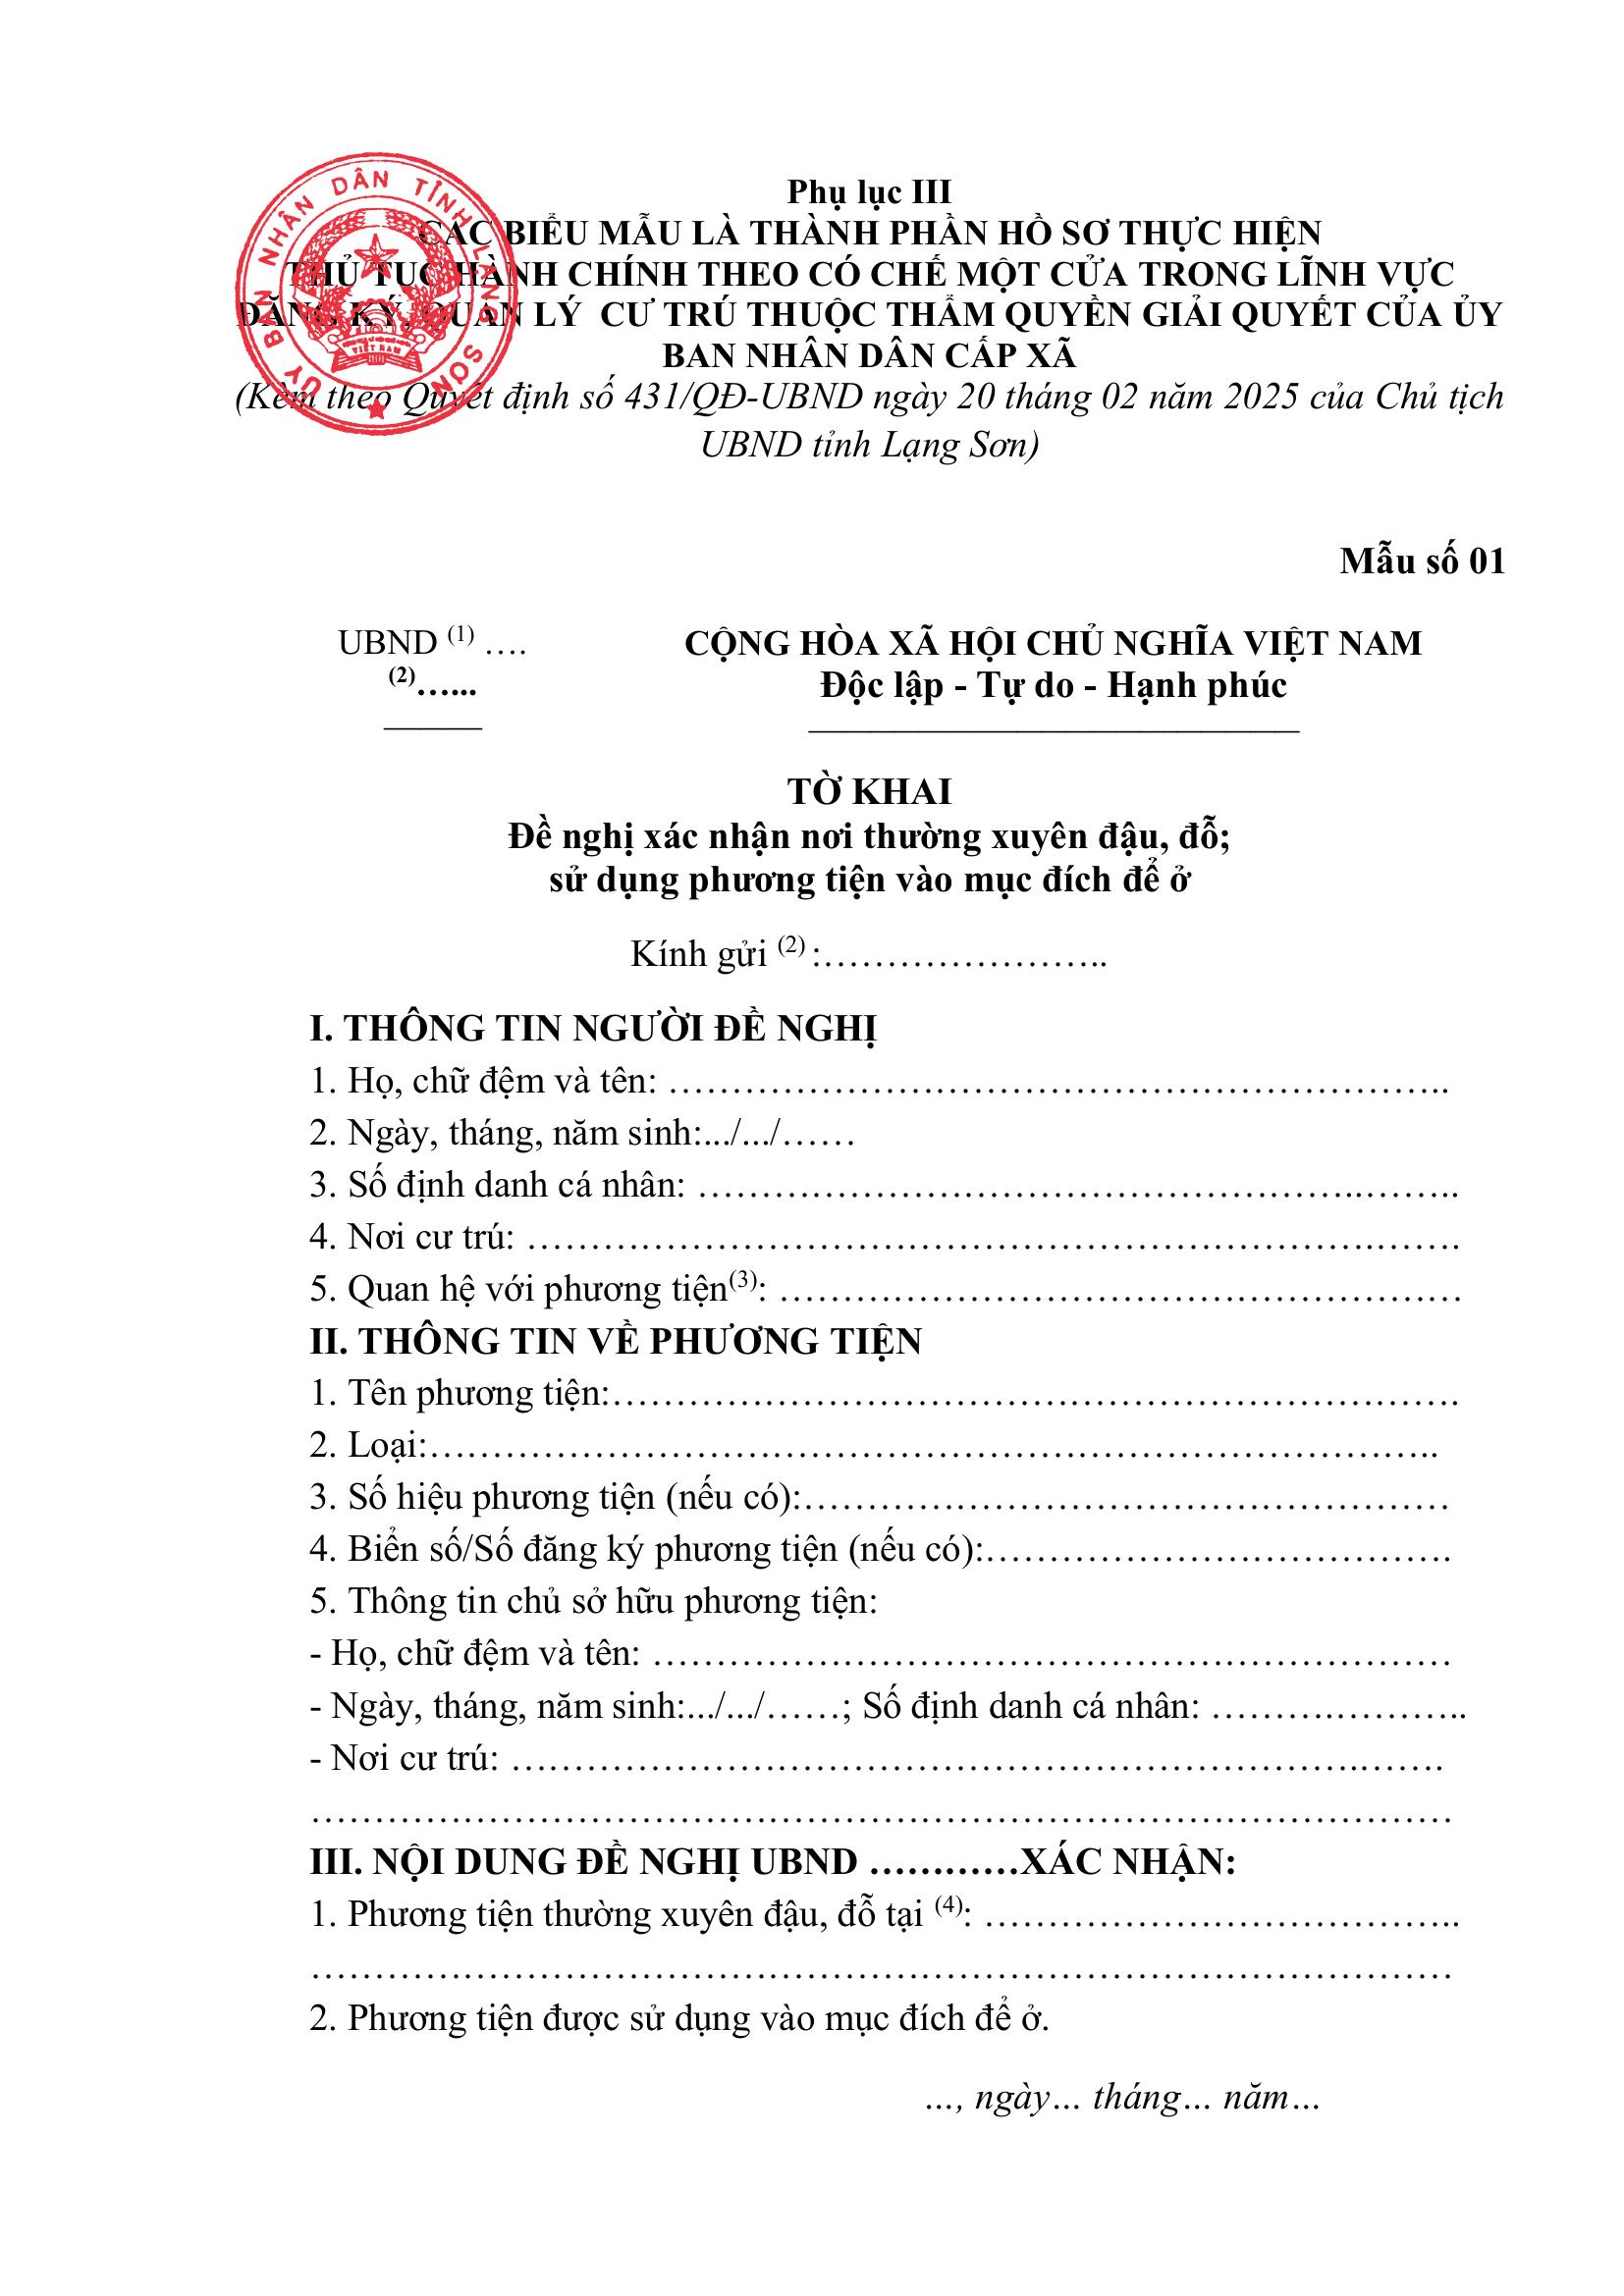 Phụ lục III
CÁC BIỂU MẪU LÀ THÀNH PHẦN HỒ SƠ THỰC HIỆN
THỦ TỤC HÀNH CHÍNH THEO CÓ CHẾ MỘT CỬA TRONG LĨNH VỰC
ĐĂNG KÝ, QUẢN LÝ CƯ TRÚ THUỘC THẨM QUYỀN GIẢI QUYẾT CỦA ỦY
BAN NHÂN DÂN CẤP XÃ
(Kèm theo Quyết định số 431/QĐ-UBND ngày 20 tháng 02 năm 2025 của Chủ tịch
UBND tỉnh Lạng Sơn)
ỦY BAN NHÂN DÂN TỈNH LẠNG SƠN
VIỆT NAM
Mẫu số 01
UBND (1) ….
(2)…...
CỘNG HÒA XÃ HỘI CHỦ NGHĨA VIỆT NAM
Độc lập - Tự do - Hạnh phúc
TỜ KHAI
Đề nghị xác nhận nơi thường xuyên đậu, đỗ;
sử dụng phương tiện vào mục đích để ở
Kính gửi (2) :…………………..
I. THÔNG TIN NGƯỜI ĐỀ NGHỊ
1. Họ, chữ đệm và tên: ……………………………………………………..
2. Ngày, tháng, năm sinh:.../.../……
3. Số định danh cá nhân: ……………………………………………..……..
4. Nơi cư trú: ………………………………………………………….…….
5. Quan hệ với phương tiện(3): ………………………………………………
II. THÔNG TIN VỀ PHƯƠNG TIỆN
1. Tên phương tiện:………………………………………………………….
2. Loại:……………………………………………………………………..
3. Số hiệu phương tiện (nếu có):……………………………………………
4. Biển số/Số đăng ký phương tiện (nếu có):……………………………….
5. Thông tin chủ sở hữu phương tiện:
- Họ, chữ đệm và tên: ………………………………………………………
- Ngày, tháng, năm sinh:.../.../……; Số định danh cá nhân: ……….………..
- Nơi cư trú: ………………………………………………………….…….
………………………………………………………………………………
III. NỘI DUNG ĐỀ NGHỊ UBND …………XÁC NHẬN:
1. Phương tiện thường xuyên đậu, đỗ tại (4): ………………………………..
………………………………………………………………………………
2. Phương tiện được sử dụng vào mục đích để ở.
…, ngày… tháng… năm…